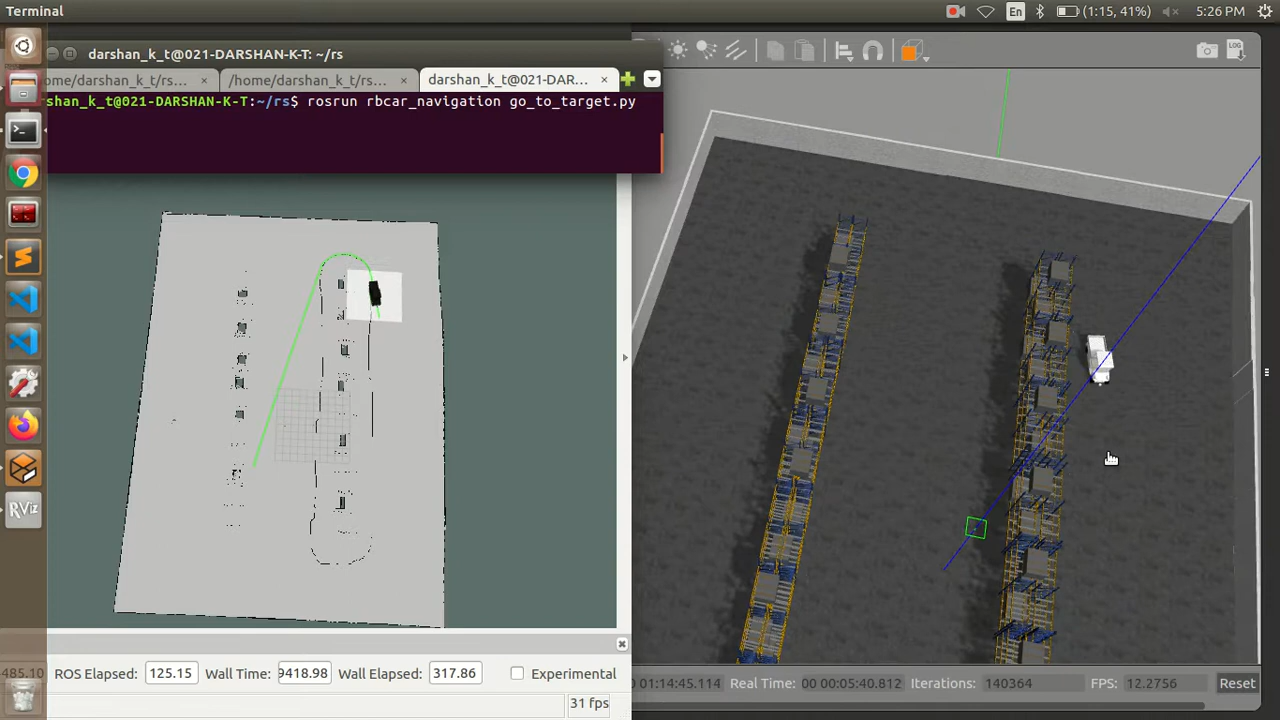 Terminal
En
(1:15, 41%)
5:26 PM
darshan_k_t@021-DARSHAN-K-T: ~/rs
ome/darshan_k_t/rs...
/home/darshan_k_t/rs...
darshan_k_t@021-DAR...
shan_k_t@021-DARSHAN-K-T:~/rs$ rosrun rbcar_navigation go_to_target.py
LOG
RViz
485.10
ROS Elapsed:
125.15
Wall Time:
9418.98
Wall Elapsed:
317.86
Experimental
31 fps
01:14:45.114
Real Time:
00 00:05:40.812
Iterations:
140364
FPS:
12.2756
Reset